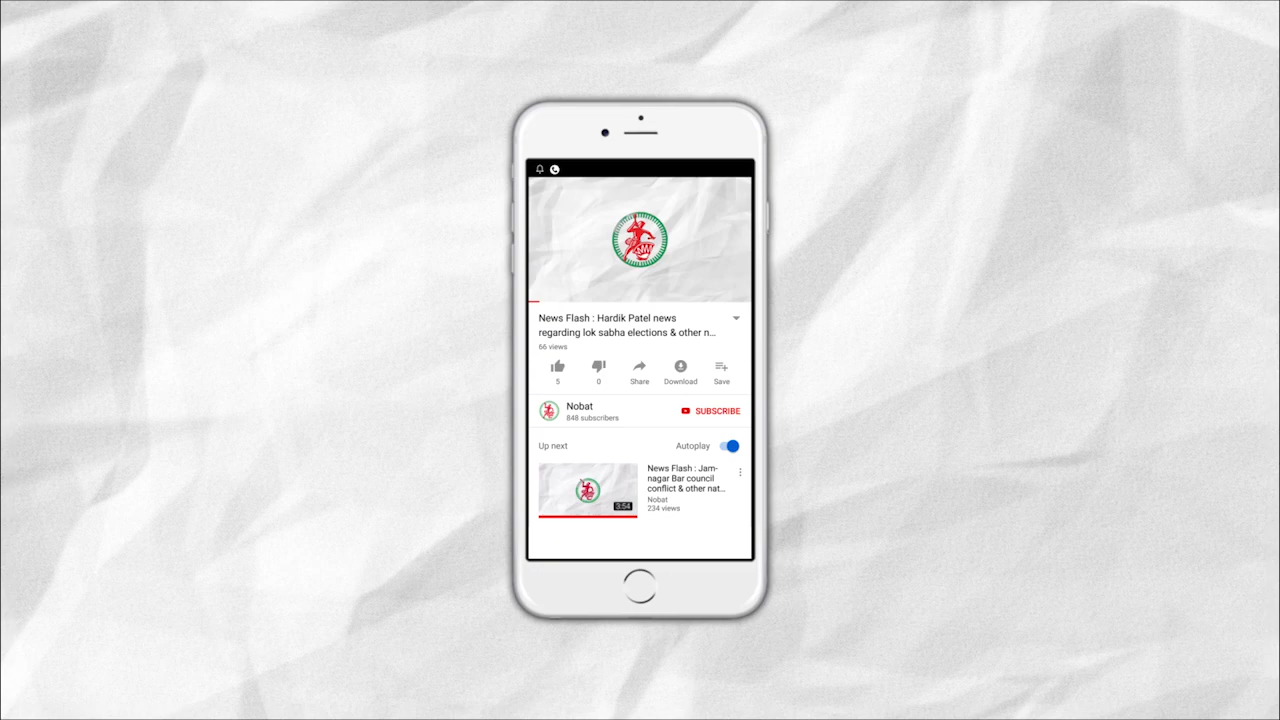 News Flash : Hardik Patel news
regarding lok sabha elections & other n...
66 views
5
0
Share
Download
Save
Nobat
848 subscribers
SUBSCRIBE
Up next
Autoplay
3:54
News Flash : Jam-
nagar Bar council
conflict & other nat...
Nobat
234 views